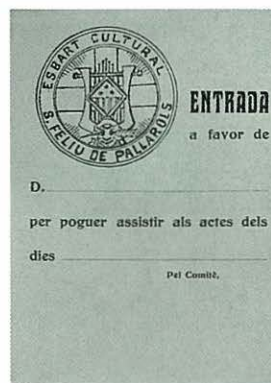 ESBART CULTURAL
S. FELIU DE PALLAROLS
ENTRADA
a favor de
D.
per poguer assistir als actes dels
dies
Pel Comitè,